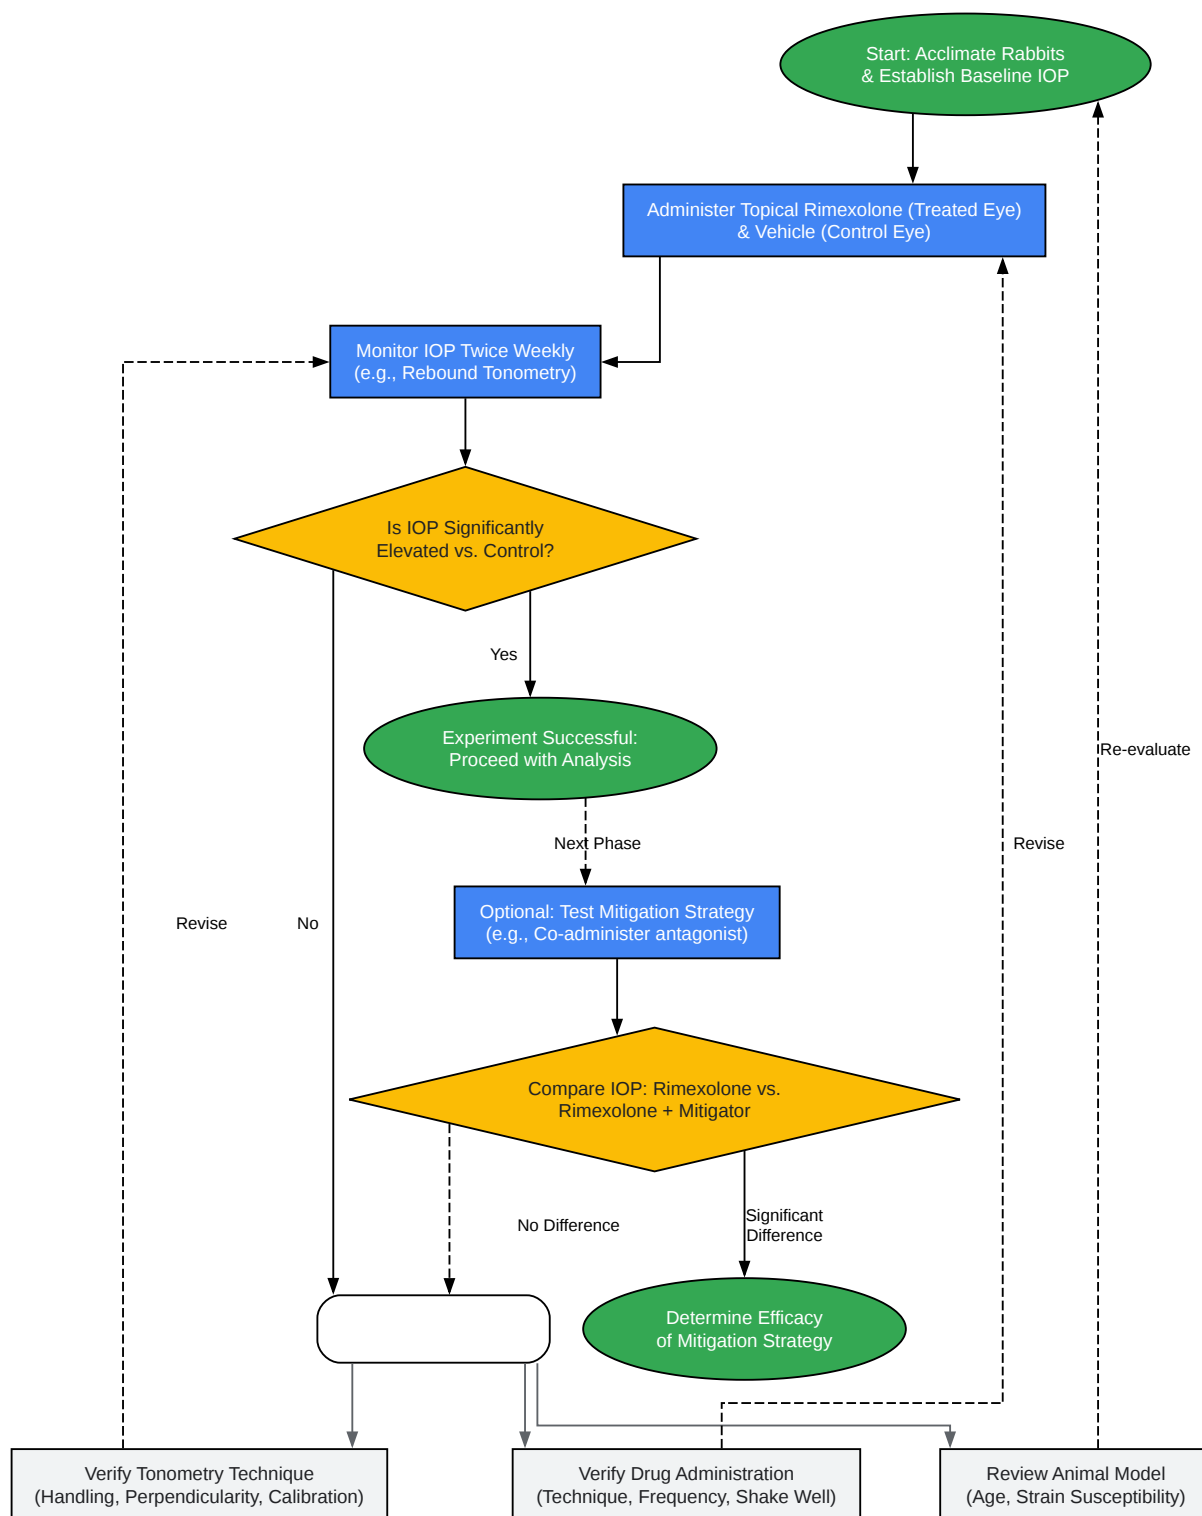 Start: Acclimate Rabbits
& Establish Baseline IOP
Administer Topical Rimexolone (Treated Eye)
& Vehicle (Control Eye)
Monitor IOP Twice Weekly
(e.g., Rebound Tonometry)
Is IOP Significantly
Elevated vs. Control?
Yes
Experiment Successful:
Proceed with Analysis
Re-evaluate
Next Phase
Revise
Optional: Test Mitigation Strategy
(e.g., Co-administer antagonist)
Revise
No
Compare IOP: Rimexolone vs.
Rimexolone + Mitigator
No Difference
Significant
Difference
Determine Efficacy
of Mitigation Strategy
Verify Tonometry Technique
(Handling, Perpendicularity, Calibration)
Verify Drug Administration
(Technique, Frequency, Shake Well)
Review Animal Model
(Age, Strain Susceptibility)